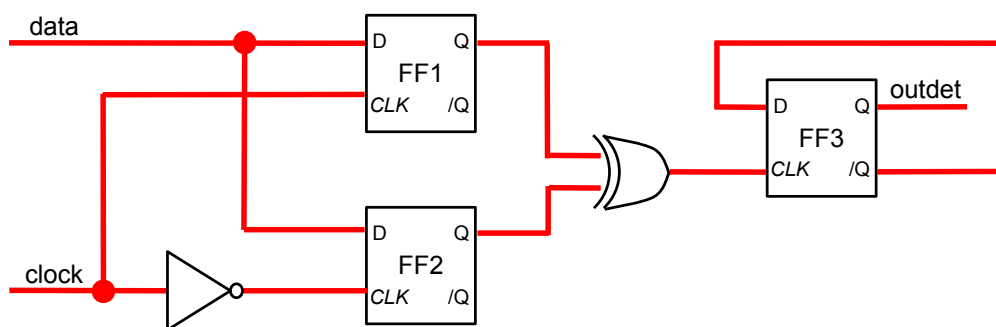 data
D Q
FF1
CLK /Q
D Q
FF2
CLK /Q
clock
D Q
FF3
CLK /Q
outdet